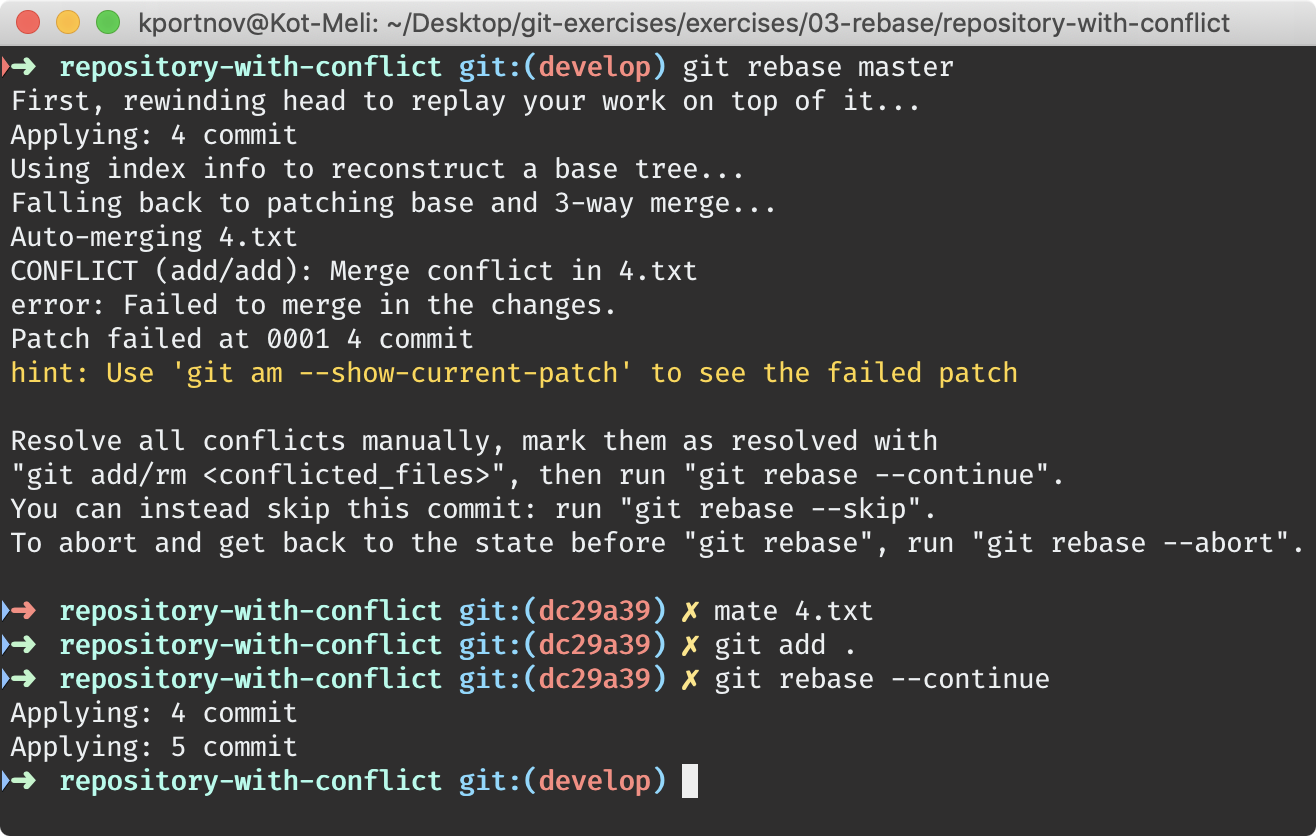 kportnov@Kot-Meli: ~/Desktop/git-exercises/exercises/03-rebase/repository-with-conflict
➜ repository-with-conflict git:(develop) git rebase master
First, rewinding head to replay your work on top of it...
Applying: 4 commit
Using index info to reconstruct a base tree...
Falling back to patching base and 3-way merge...
Auto-merging 4.txt
CONFLICT (add/add): Merge conflict in 4.txt
error: Failed to merge in the changes.
Patch failed at 0001 4 commit
hint: Use 'git am --show-current-patch' to see the failed patch
Resolve all conflicts manually, mark them as resolved with
"git add/rm <conflicted_files>", then run "git rebase --continue".
You can instead skip this commit: run "git rebase --skip".
To abort and get back to the state before "git rebase", run "git rebase --abort".
➜ repository-with-conflict git:(dc29a39) ✗ mate 4.txt
➜ repository-with-conflict git:(dc29a39) ✗ git add .
➜ repository-with-conflict git:(dc29a39) ✗ git rebase --continue
Applying: 4 commit
Applying: 5 commit
➜ repository-with-conflict git:(develop)